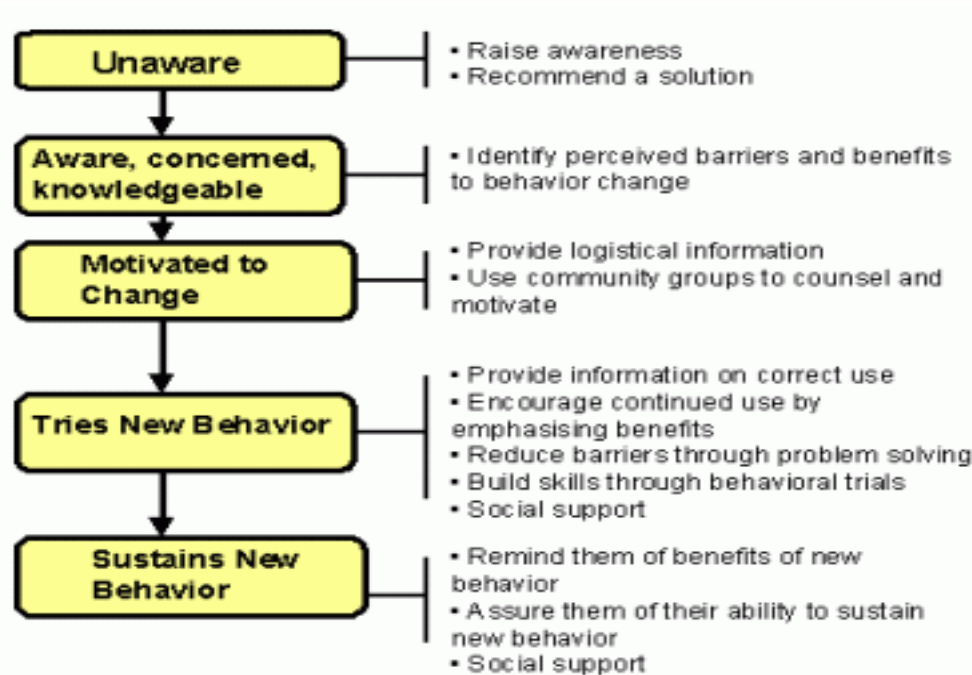 Unaware
• Raise awareness
• Recommend a solution
Aware, concerned,
knowledgeable
• Identify perceived barriers and benefits
to behavior change
Motivated to
Change
• Provide logistical information
• Use community groups to counsel and
motivate
Tries New Behavior
• Provide information on correct use
• Encourage continued use by
emphasising benefits
• Reduce barriers through problem solving
• Build skills through behavioral trials
• Social support
Sustains New
Behavior
• Remind them of benefits of new
behavior
• Assure them of their ability to sustain
new behavior
• Social support